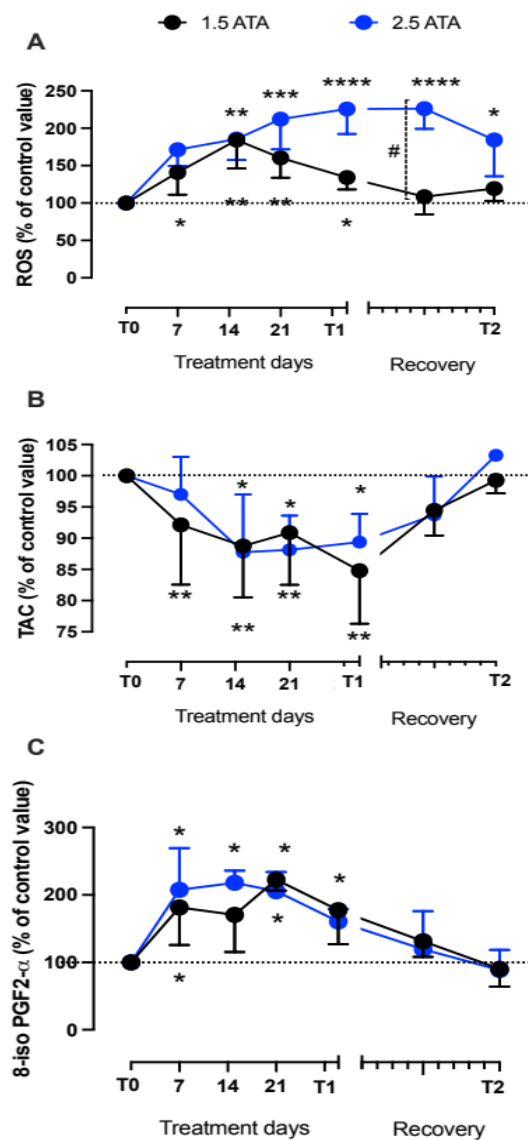 1.5 ATA 2.5 ATA
A
ROS (% of control value)
250
200
150
100
50
0
** *** **** **** *
#
* ** ** *
T0 7 14 21 T1 T2
Treatment days Recovery
B
TAC (% of control value)
105
100
95
90
85
80
75
* * *
** ** ** **
T0 7 14 21 T1 T2
Treatment days Recovery
C
8-iso PGF2-α (% of control value)
300
200
100
0
* * * *
* *
T0 7 14 21 T1 T2
Treatment days Recovery